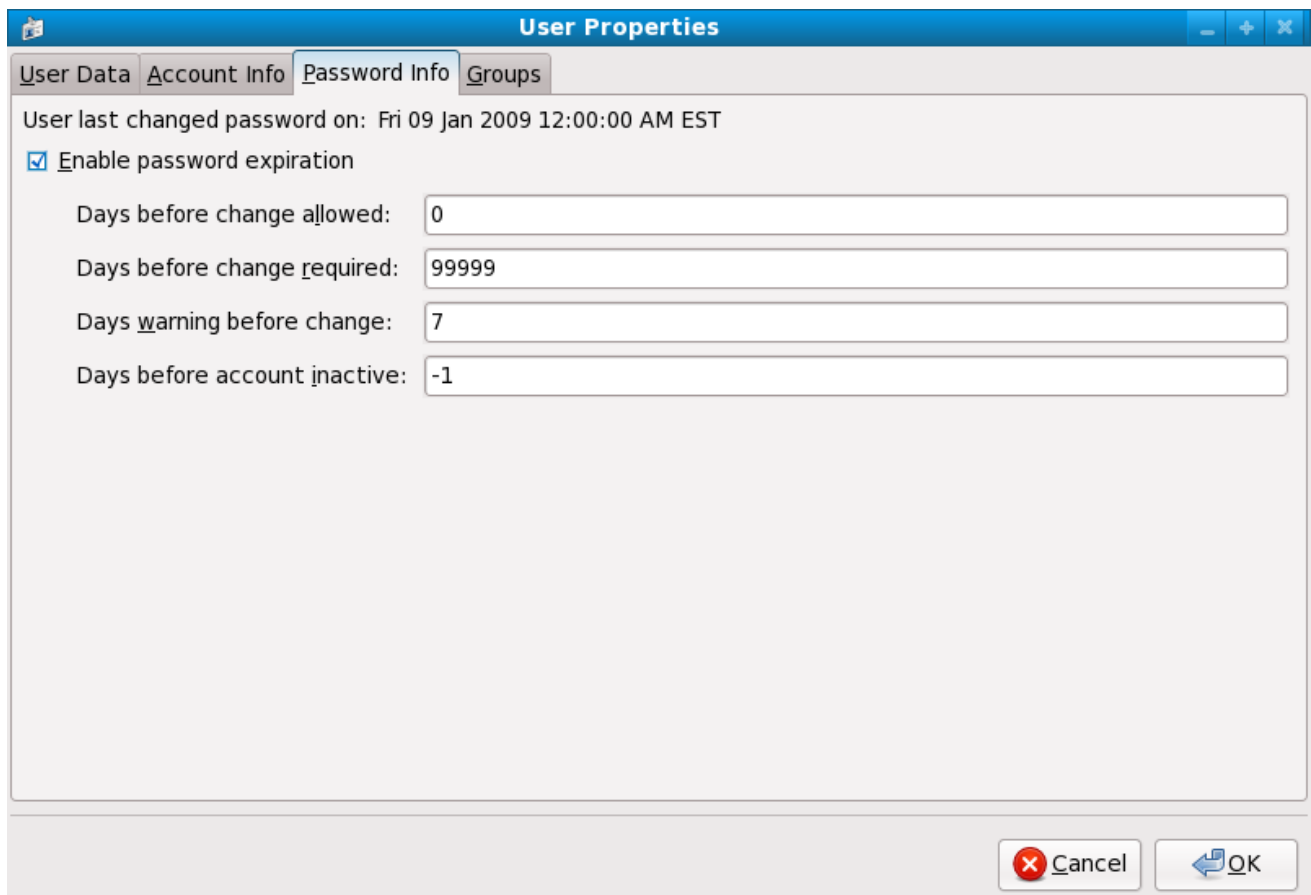 User Properties
User Data Account Info Password Info Groups
User last changed password on: Fri 09 Jan 2009 12:00:00 AM EST
Enable password expiration
Days before change allowed: 0
Days before change required: 99999
Days warning before change: 7
Days before account inactive: -1
Cancel OK